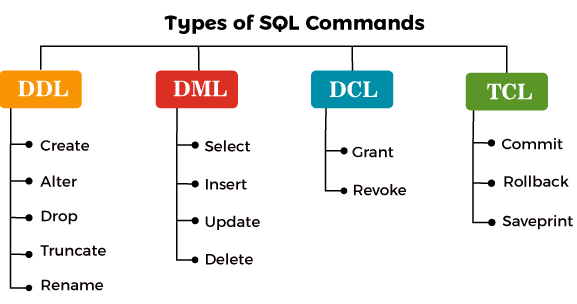 Types of SQL Commands
DDL
Create
Alter
Drop
Truncate
Rename
DML
Select
Insert
Update
Delete
DCL
Grant
Revoke
TCL
Commit
Rollback
Saveprint